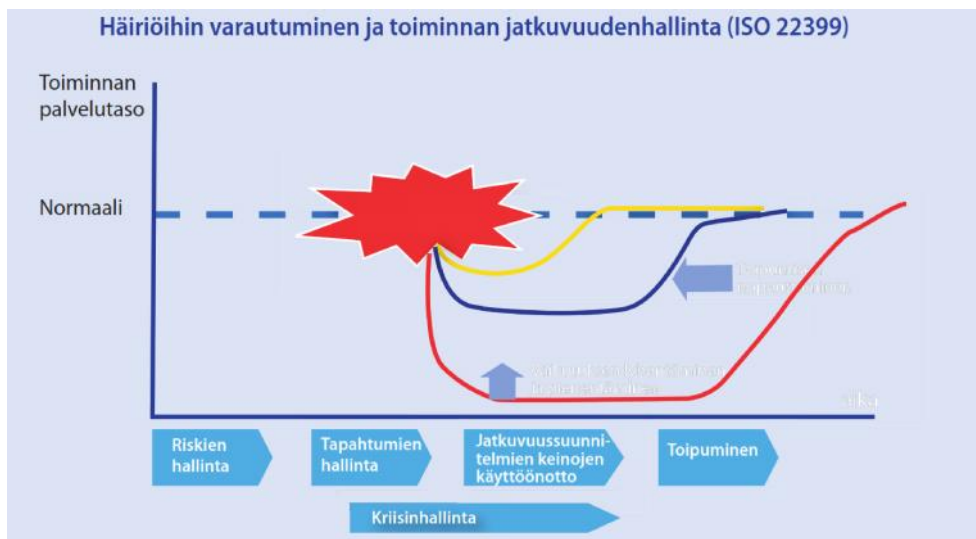 Häiriöihin varautuminen ja toiminnan jatkuvuudenhallinta (ISO 22399)
Toiminnan
palvelutaso
Normaali
aika
Riskien
hallinta
Tapahtumien
hallinta
Jatkuvuussuunni-
telmien keinojen
käyttöönotto
Toipuminen
Kriisinhallinta